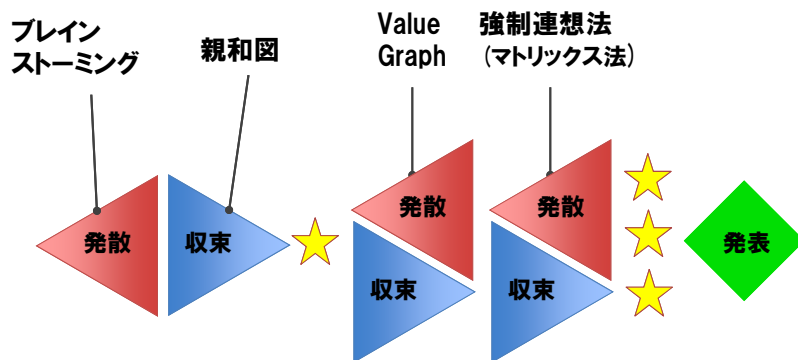 ブレイン
ストーミング
親和図
Value
Graph
強制連想法
(マトリックス法)
発散
収束
発散
収束
発散
収束
発表